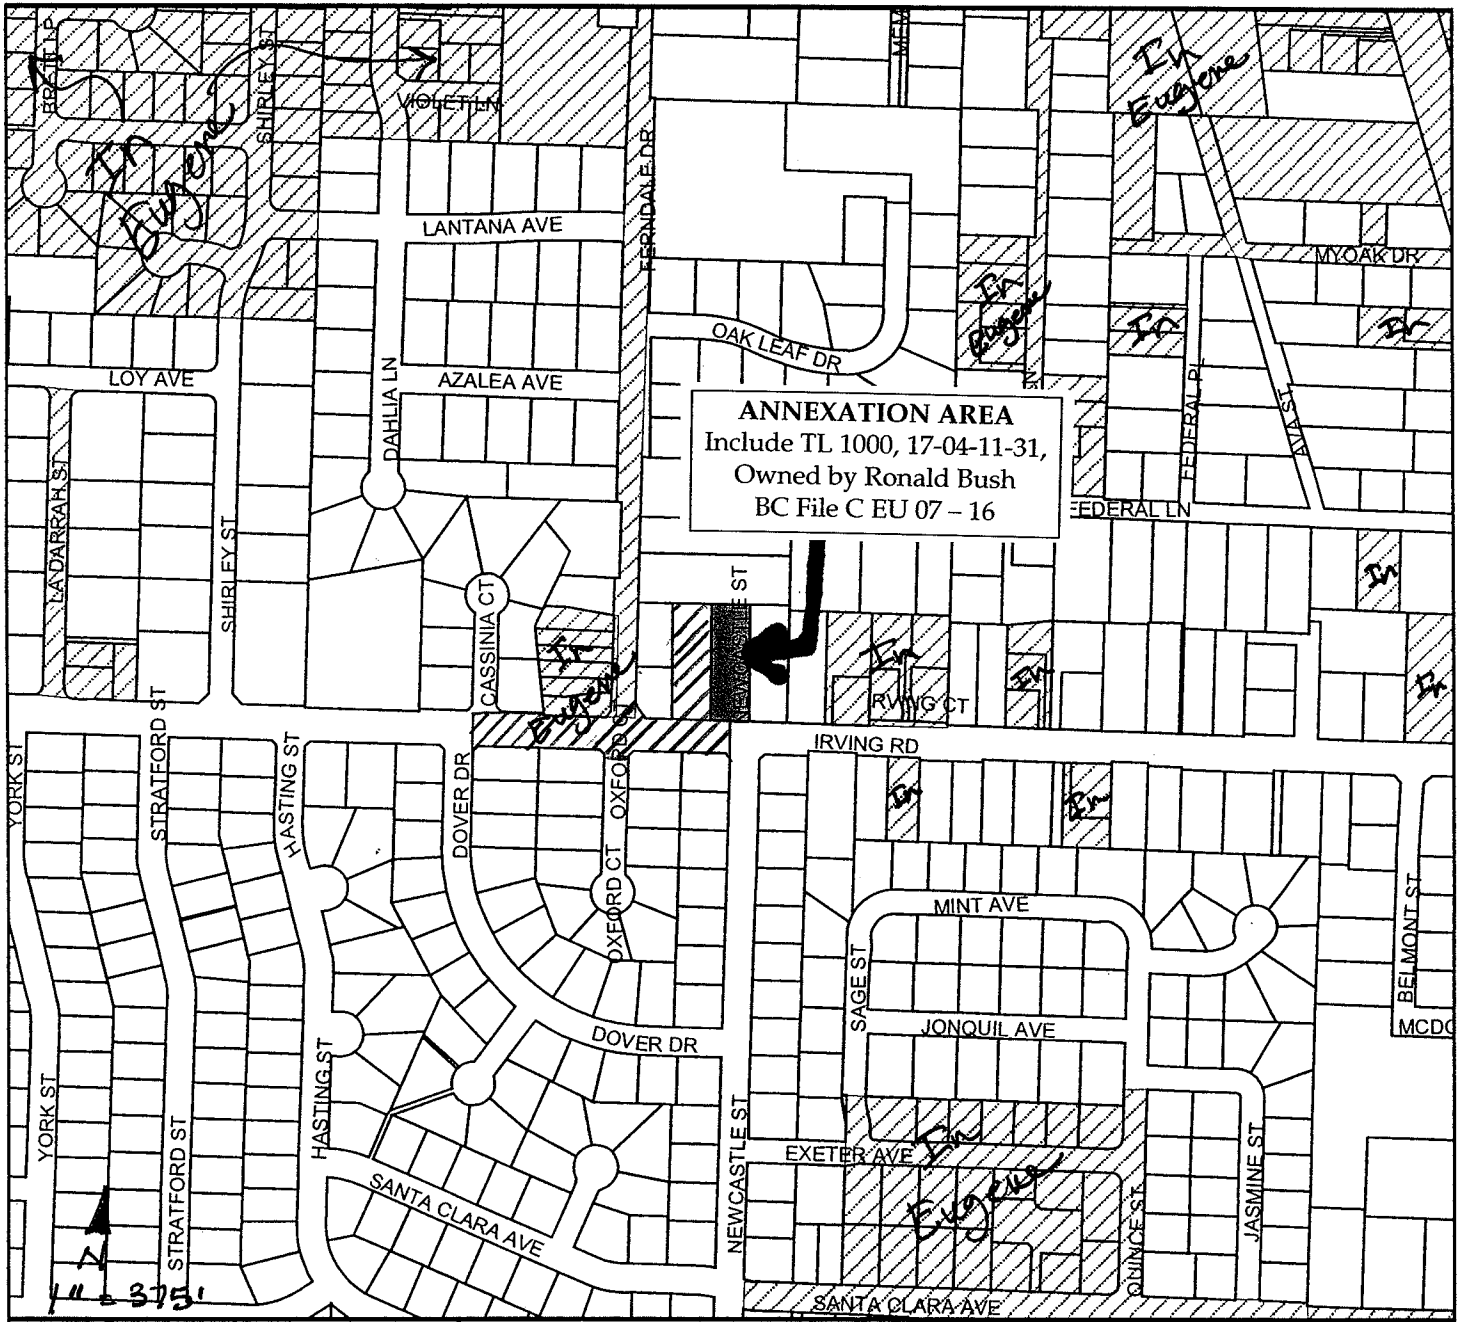 BRETT LP
SHIRLEY ST
VIOLET LN
In
Eugene
FERNDALE DR
LANTANA AVE
In
Eugene
MYOAK DR
In
Eugene
In
In
OAK LEAF DR
LOY AVE
DAHLIA LN
AZALEA AVE
FEDERAL PL
AVA ST
ANNEXATION AREA
Include TL 1000, 17-04-11-31,
Owned by Ronald Bush
BC File C EU 07 – 16
FEDERAL LN
LADARRAH ST
SHIRLEY ST
CASSINIA CT
In
Eugene
In
In
In
In
IRVING RD
YORK ST
STRATFORD ST
HASTING ST
DOVER DR
OXFORD CT
In
In
OXFORD CT
MINT AVE
SAGE ST
BELMONT ST
JONQUIL AVE
DOVER DR
HASTING ST
YORK ST
STRATFORD ST
NEWCASTLE ST
EXETER AVE
In
Eugene
SANTA CLARA AVE
QUINCE ST
JASMINE ST
N
1" = 375'
SANTA CLARA AVE